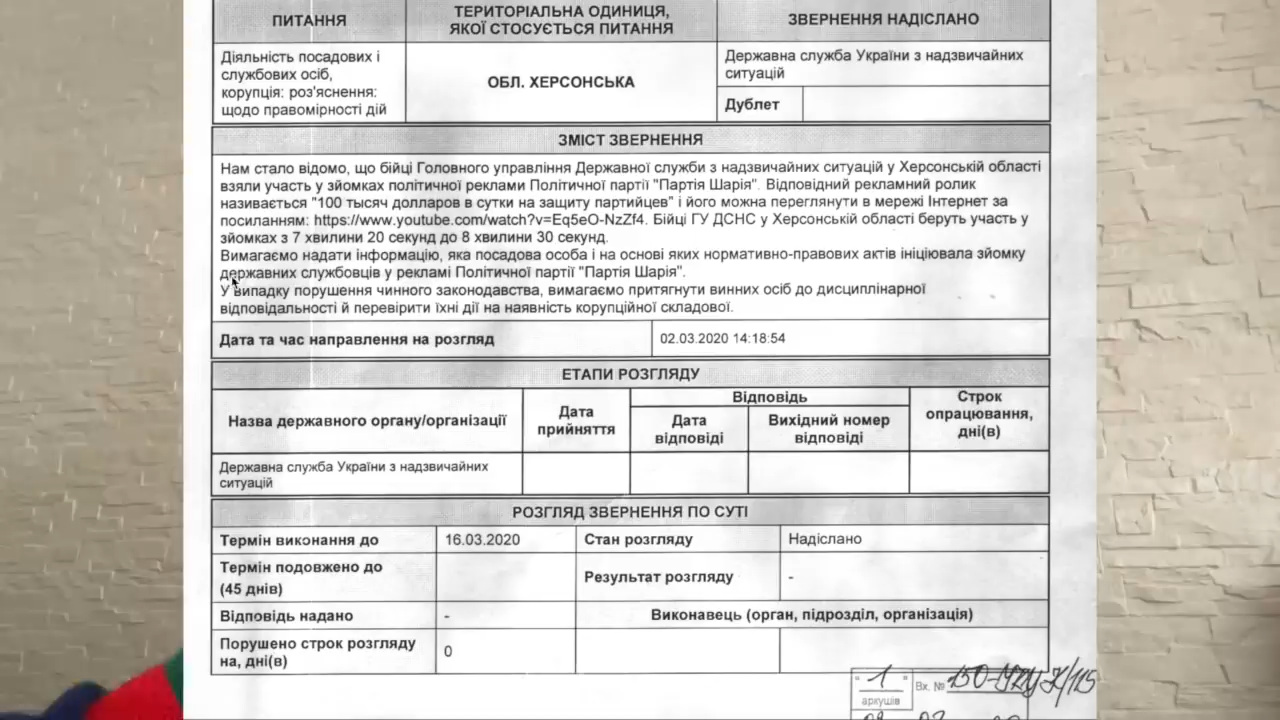 ПИТАННЯ
ТЕРИТОРІАЛЬНА ОДИНИЦЯ,
ЯКОЇ СТОСУЄТЬСЯ ПИТАННЯ
ЗВЕРНЕННЯ НАДІСЛАНО
Діяльність посадових і
службових осіб,
корупція: роз'яснення:
щодо правомірності дій
ОБЛ. ХЕРСОНСЬКА
Державна служба України з надзвичайних
ситуацій
Дублет
ЗМІСТ ЗВЕРНЕННЯ
Нам стало відомо, що бійці Головного управління Державної служби з надзвичайних ситуацій у Херсонській області
взяли участь у зйомках політичної реклами Політичної партії "Партія Шарія". Відповідний рекламний ролик
називається "100 тысяч долларов в сутки на защиту партийцев" і його можна переглянути в мережі Інтернет за
посиланням: https://www.youtube.com/watch?v=Eq5eO-NzZf4. Бійці ГУ ДСНС у Херсонській області беруть участь у
зйомках з 7 хвилини 20 секунд до 8 хвилини 30 секунд.
Вимагаємо надати інформацію, яка посадова особа і на основі яких нормативно-правових актів ініціювала зйомку
державних службовців у рекламі Політичної партії "Партія Шарія".
У випадку порушення чинного законодавства, вимагаємо притягнути винних осіб до дисциплінарної
відповідальності й перевірити їхні дії на наявність корупційної складової.
Дата та час направлення на розгляд
02.03.2020 14:18:54
ЕТАПИ РОЗГЛЯДУ
Назва державного органу/організації
Дата
прийняття
Відповідь
Дата
відповіді
Вихідний номер
відповіді
Строк
опрацювання,
дні(в)
Державна служба України з надзвичайних
ситуацій
РОЗГЛЯД ЗВЕРНЕННЯ ПО СУТІ
Термін виконання до
16.03.2020
Стан розгляду
Надіслано
Термін подовжено до
(45 днів)
Результат розгляду
-
Відповідь надано
-
Виконавець (орган, підрозділ, організація)
Порушено строк розгляду
на, дні(в)
0
" 1 "
аркушів
Вх. №